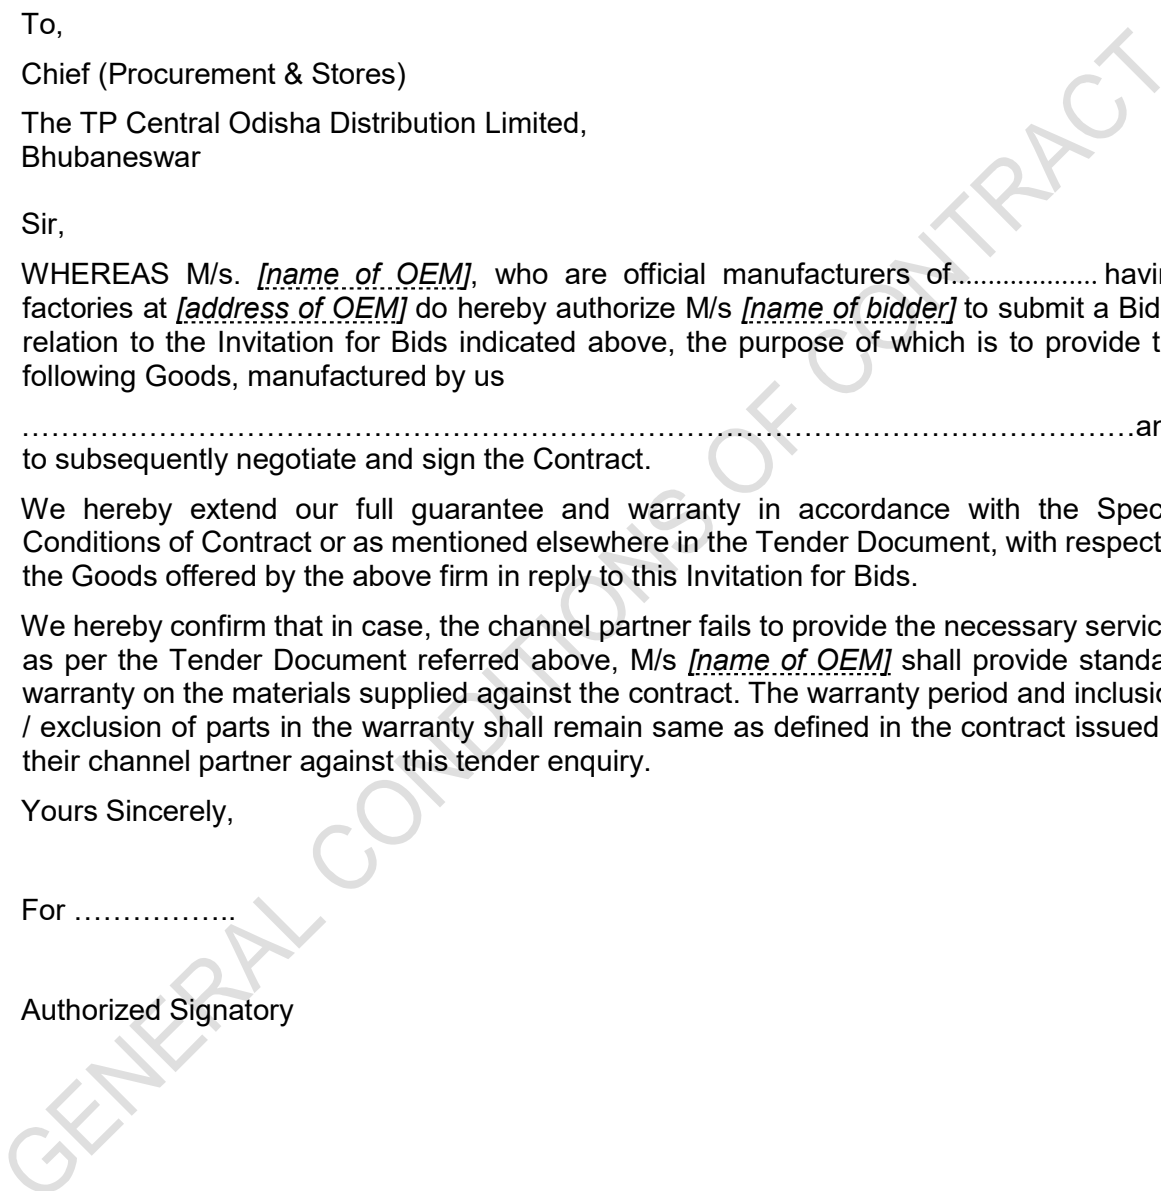 To,
Chief (Procurement & Stores)
The TP Central Odisha Distribution Limited,
Bhubaneswar
Sir,
WHEREAS M/s. [name of OEM], who are official manufacturers of.................. havin
factories at [address of OEM] do hereby authorize M/s [name of bidder] to submit a Bid
relation to the Invitation for Bids indicated above, the purpose of which is to provide t
following Goods, manufactured by us
……………………………………………………………………………………………………an
to subsequently negotiate and sign the Contract.
We hereby extend our full guarantee and warranty in accordance with the Spec
Conditions of Contract or as mentioned elsewhere in the Tender Document, with respect
the Goods offered by the above firm in reply to this Invitation for Bids.
We hereby confirm that in case, the channel partner fails to provide the necessary servic
as per the Tender Document referred above, M/s [name of OEM] shall provide standa
warranty on the materials supplied against the contract. The warranty period and inclusio
/ exclusion of parts in the warranty shall remain same as defined in the contract issued
their channel partner against this tender enquiry.
Yours Sincerely,
For ……………..
Authorized Signatory
GENERAL CONDITIONS OF CONTRACT